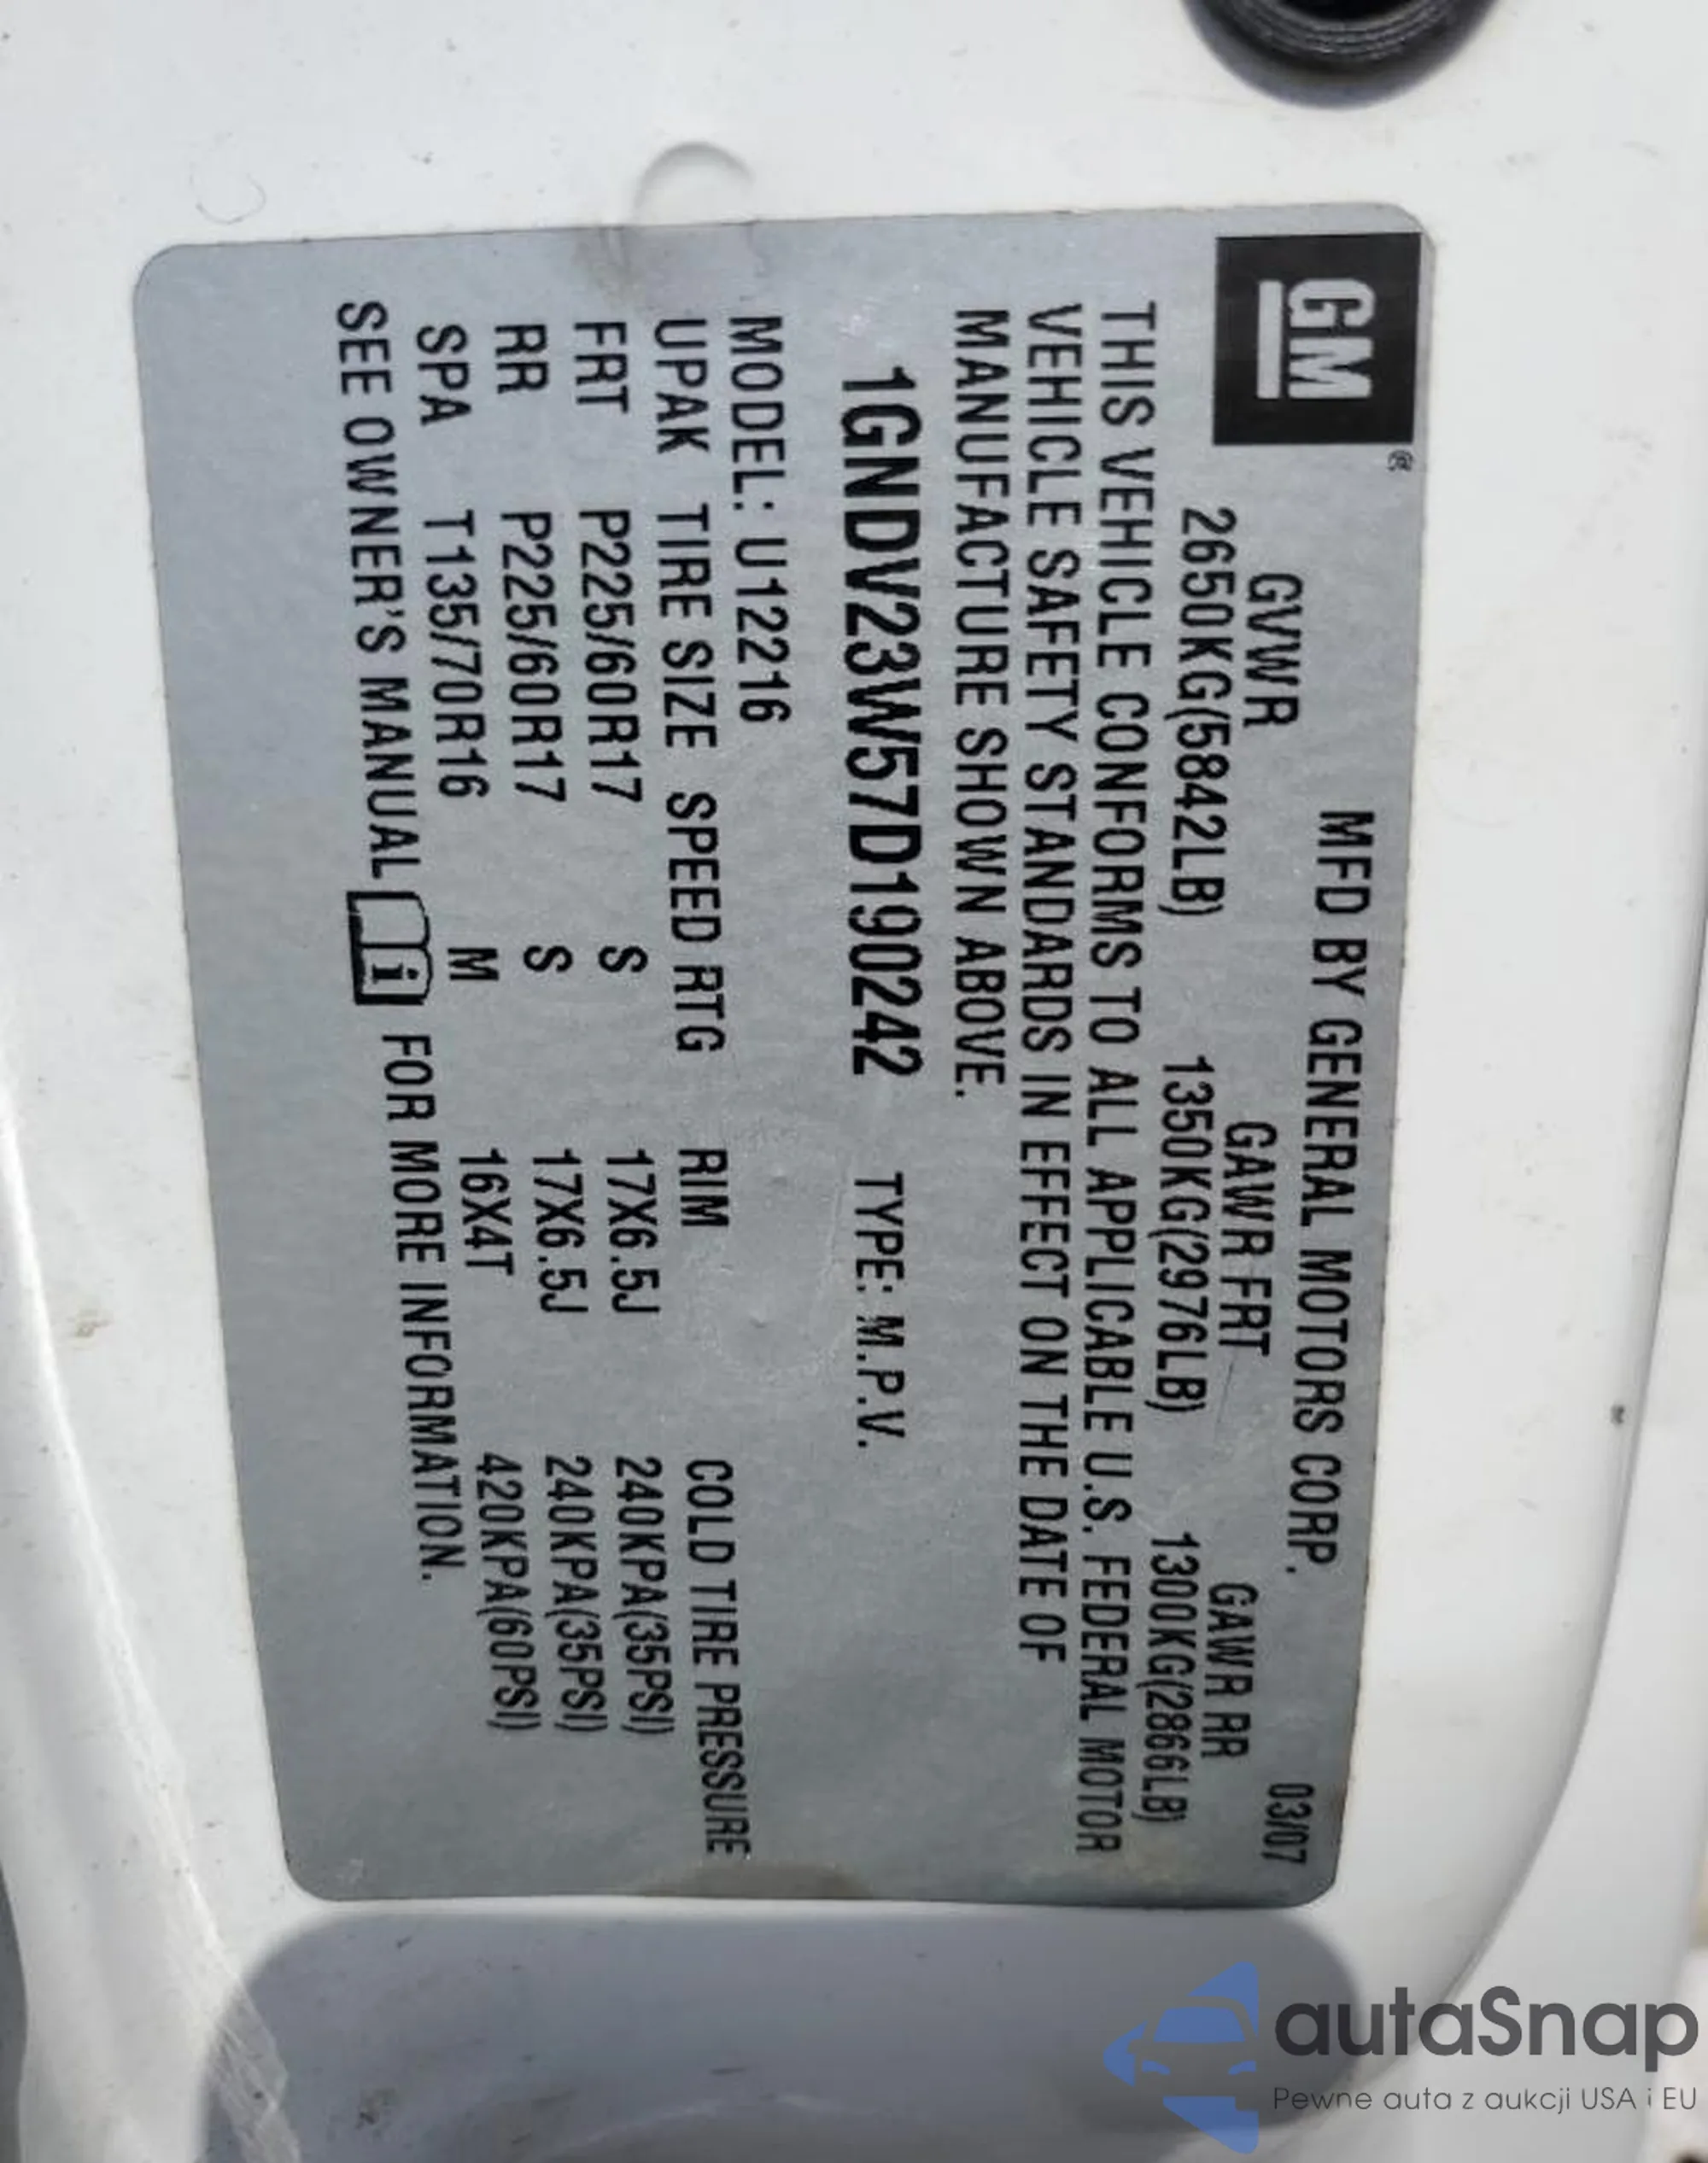 GM®
MFD BY GENERAL MOTORS CORP. 03/07
GVWR GAWR FRT GAWR RR
2650KG(5842LB) 1350KG(2976LB) 1300KG(2866LB)
THIS VEHICLE CONFORMS TO ALL APPLICABLE U.S. FEDERAL MOTOR
VEHICLE SAFETY STANDARDS IN EFFECT ON THE DATE OF
MANUFACTURE SHOWN ABOVE.
1GNDV23W57D190242 TYPE: M.P.V.
MODEL: U12216
UPAK TIRE SIZE SPEED RTG RIM COLD TIRE PRESSURE
FRT P225/60R17 S 17X6.5J 240KPA(35PSI)
RR P225/60R17 S 17X6.5J 240KPA(35PSI)
SPA T135/70R16 M 16X4T 420KPA(60PSI)
SEE OWNER'S MANUAL i FOR MORE INFORMATION.
autaSnap
Pewne auta z aukcji USA i EU